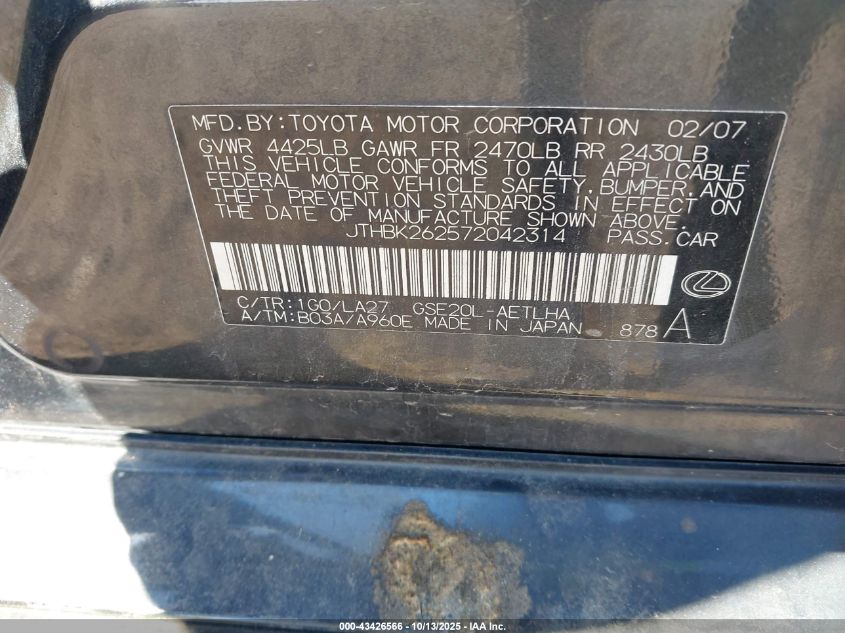 MFD.BY:TOYOTA MOTOR CORPORATION 02/07
GVWR 4425LB GAWR FR 2470LB RR 2430LB
THIS VEHICLE CONFORMS TO ALL APPLICABLE
FEDERAL MOTOR VEHICLE SAFETY,BUMPER,AND
THEFT PREVENTION STANDARDS IN EFFECT ON
THE DATE OF MANUFACTURE SHOWN ABOVE.
JTHBK262572042314 PASS.CAR
C/TR:1G0/LA27 GSE20L-AETLHA
A/TM:B03A/A960E MADE IN JAPAN 878 A
000-43426566 - 10/13/2025 - IAA Inc.